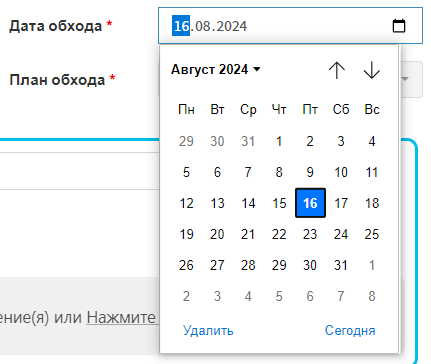 Дата обхода * 16.08.2024
Август 2024
План обхода *
Пн Вт Ср Чт Пт Сб Вс
29 30 31 1 2 3 4
5 6 7 8 9 10 11
12 13 14 15 16 17 18
19 20 21 22 23 24 25
26 27 28 29 30 31 1
2 3 4 5 6 7 8
ение(я) или Нажмите
Удалить Сегодня